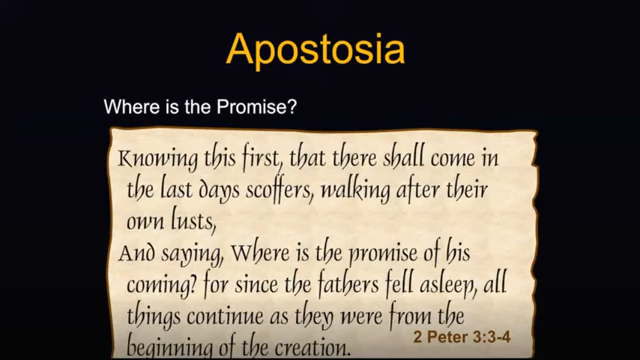 Apostosia
Where is the Promise?
Knowing this first, that there shall come in
the last days scoffers, walking after their
own lusts,
And saying, Where is the promise of his
coming? for since the fathers fell asleep, all
things continue as they were from the
beginning of the creation.
2 Peter 3:3-4